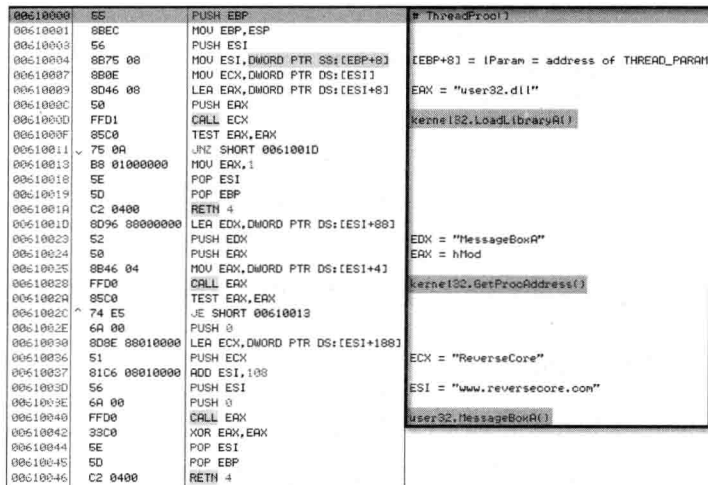 00610000 55 PUSH EBP # ThreadProc()
00610001 8BEC MOV EBP,ESP
00610003 56 PUSH ESI
00610004 8B75 08 MOV ESI,DWORD PTR SS:[EBP+8] [EBP+8] = lParam = address of THREAD_PARAM
00610007 8B0E MOV ECX,DWORD PTR DS:[ESI]
00610009 8D46 08 LEA EAX,DWORD PTR DS:[ESI+8] EAX = "user32.dll"
0061000C 50 PUSH EAX
0061000D FFD1 CALL ECX kernel32.LoadLibraryA()
0061000F 85C0 TEST EAX,EAX
00610011 75 0A JNZ SHORT 0061001D
00610013 B8 01000000 MOV EAX,1
00610018 5E POP ESI
00610019 5D POP EBP
0061001A C2 0400 RETN 4
0061001D 8D96 88000000 LEA EDX,DWORD PTR DS:[ESI+88]
00610023 52 PUSH EDX EDX = "MessageBoxA"
00610024 50 PUSH EAX EAX = hMod
00610025 8B46 04 MOV EAX,DWORD PTR DS:[ESI+4]
00610028 FFD0 CALL EAX kernel32.GetProcAddress()
0061002A 85C0 TEST EAX,EAX
0061002C ^ 74 E5 JE SHORT 00610013
0061002E 6A 00 PUSH 0
00610030 8D8E 88010000 LEA ECX,DWORD PTR DS:[ESI+188]
00610036 51 PUSH ECX ECX = "ReverseCore"
00610037 81C6 08010000 ADD ESI,108
0061003D 56 PUSH ESI ESI = "www.reversecore.com"
0061003E 6A 00 PUSH 0
00610040 FFD0 CALL EAX user32.MessageBoxA()
00610042 33C0 XOR EAX,EAX
00610044 5E POP ESI
00610045 5D POP EBP
00610046 C2 0400 RETN 4